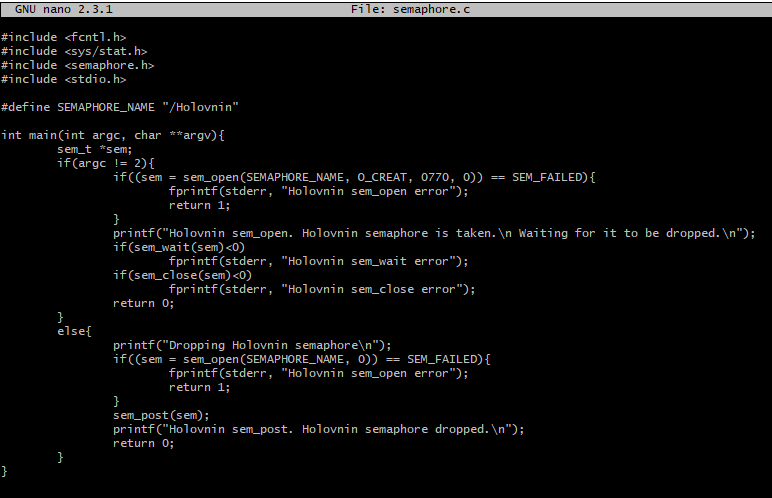 GNU nano 2.3.1                    File: semaphore.c

#include <fcntl.h>
#include <sys/stat.h>
#include <semaphore.h>
#include <stdio.h>

#define SEMAPHORE_NAME "/Holovnin"

int main(int argc, char **argv){
        sem_t *sem;
        if(argc != 2){
                if((sem = sem_open(SEMAPHORE_NAME, O_CREAT, 0770, 0)) == SEM_FAILED){
                        fprintf(stderr, "Holovnin sem_open error");
                        return 1;
                }
                printf("Holovnin sem_open. Holovnin semaphore is taken.\n Waiting for it to be dropped.\n");
                if(sem_wait(sem)<0)
                        fprintf(stderr, "Holovnin sem_wait error");
                if(sem_close(sem)<0)
                        fprintf(stderr, "Holovnin sem_close error");
                return 0;
        }
        else{
                printf("Dropping Holovnin semaphore\n");
                if((sem = sem_open(SEMAPHORE_NAME, 0)) == SEM_FAILED){
                        fprintf(stderr, "Holovnin sem_open error");
                        return 1;
                }
                sem_post(sem);
                printf("Holovnin sem_post. Holovnin semaphore dropped.\n");
                return 0;
        }
}